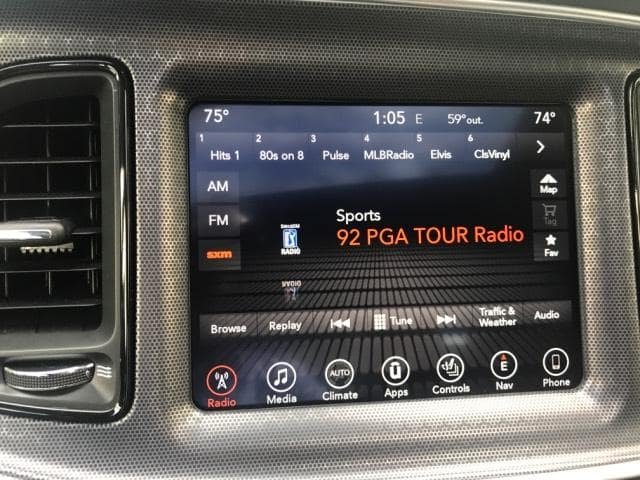 75° 1:05 E 59° out. 74°
1 2 3 4 5 6
Hits 1 80s on 8 Pulse MLBRadio Elvis ClsVinyl
AM
Map
FM
Sports
Tag
92 PGA TOUR Radio
sxm
RADIO
Fav
Browse Replay Tune Traffic & Weather Audio
AUTO U E
Radio Media Climate Apps Controls Nav Phone